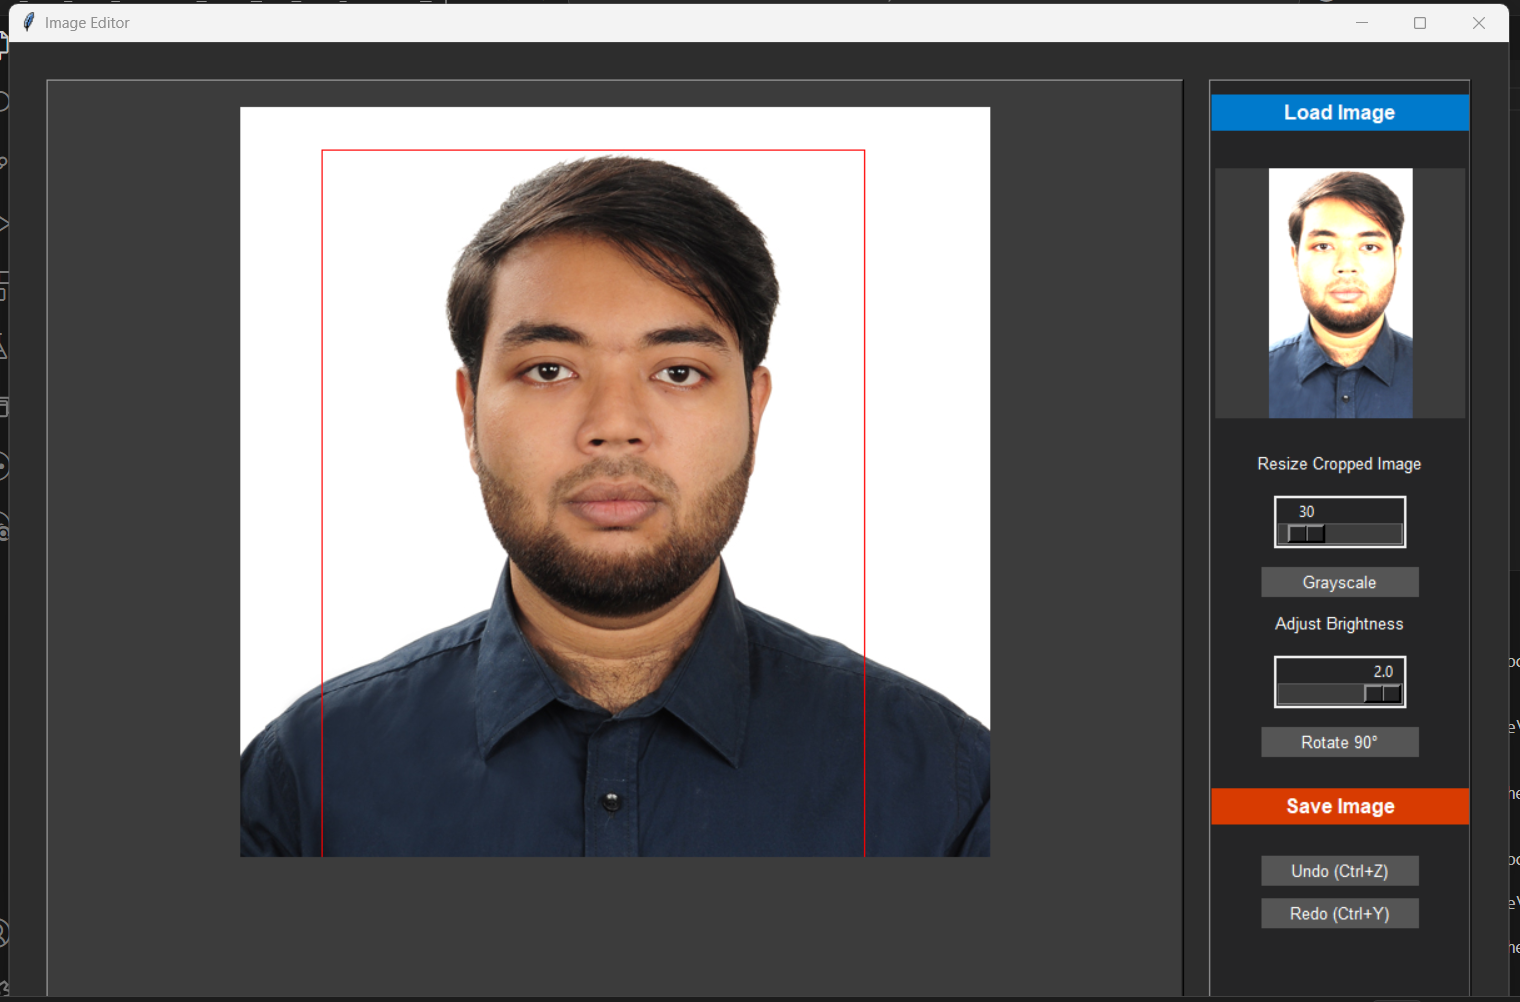 Image Editor
Load Image
Resize Cropped Image
30
Grayscale
Adjust Brightness
2.0
Rotate 90°
Save Image
Undo (Ctrl+Z)
Redo (Ctrl+Y)